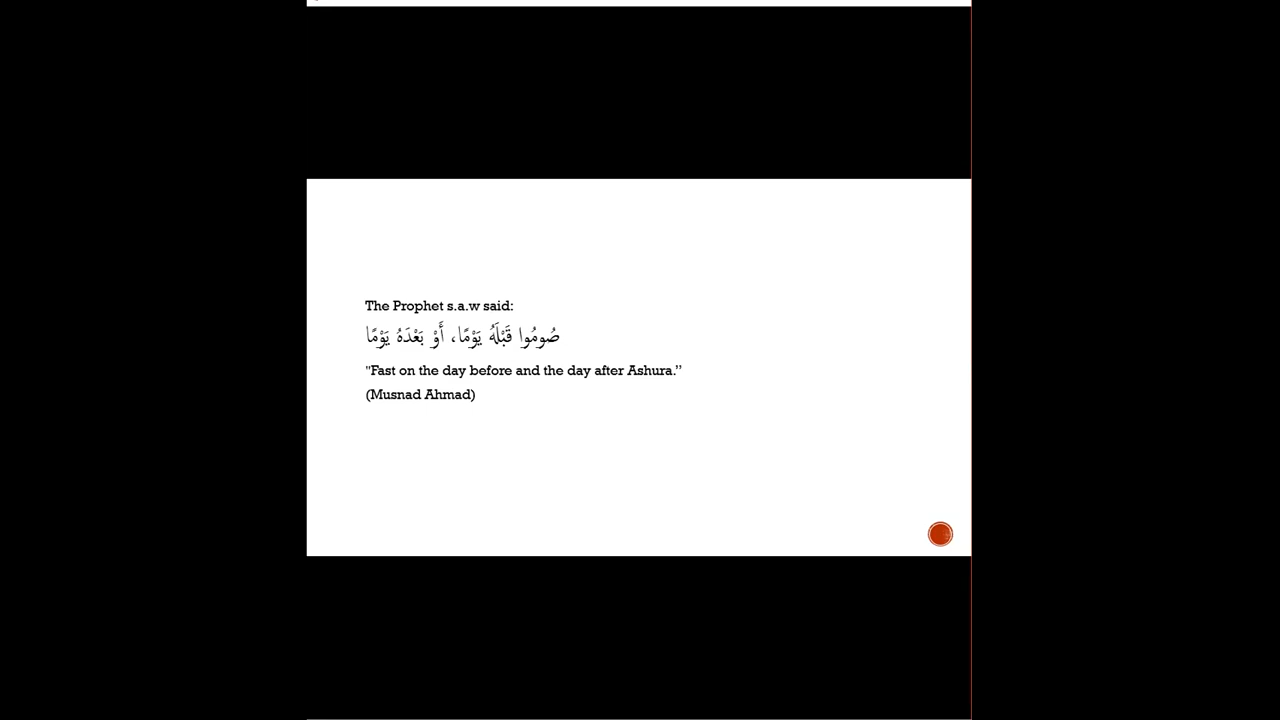 The Prophet s.a.w said:
صُومُوا قَبْلَهُ يَوْمًا، أَوْ بَعْدَهُ يَوْمًا
"Fast on the day before and the day after Ashura.”
(Musnad Ahmad)